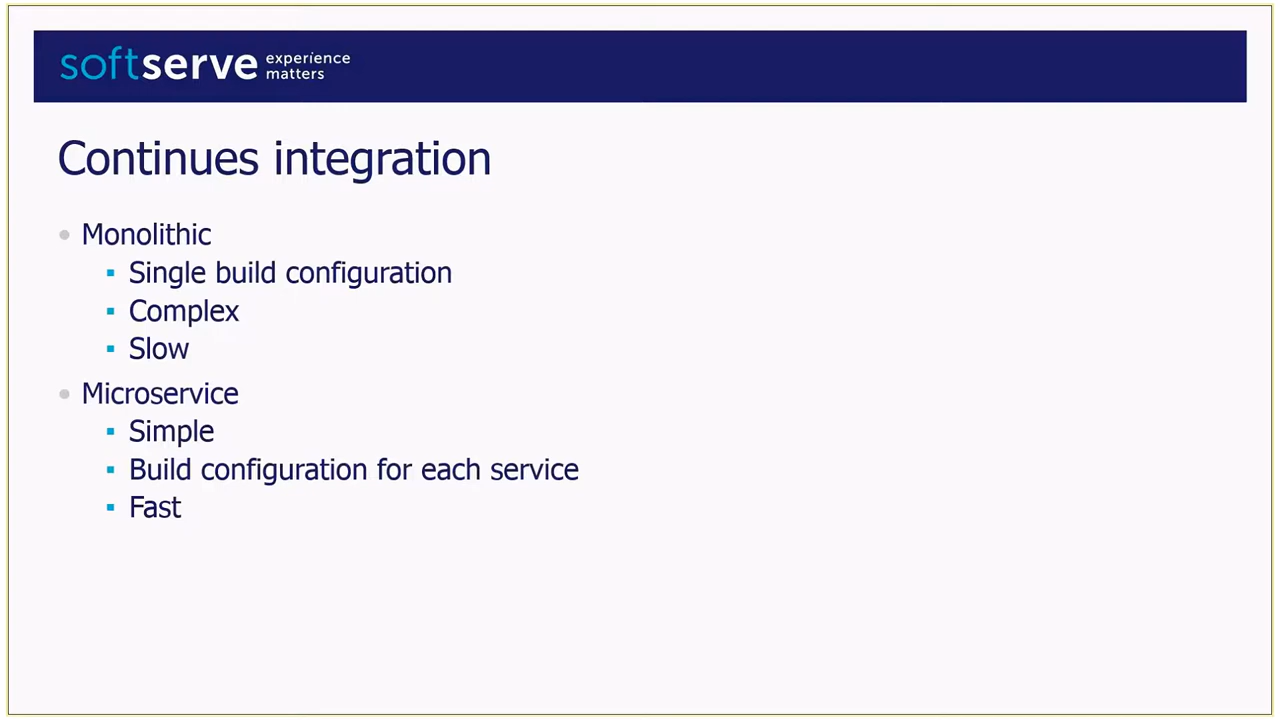 softserve experience matters
Continues integration
Monolithic
Single build configuration
Complex
Slow
Microservice
Simple
Build configuration for each service
Fast